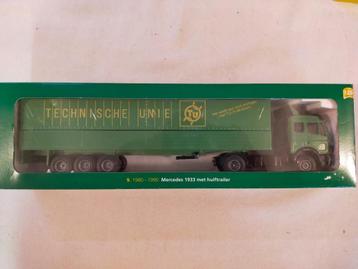 TECHNISCHE UNIE
TU
9. 1980 - 1990 Mercedes 1933 met huiftrailer